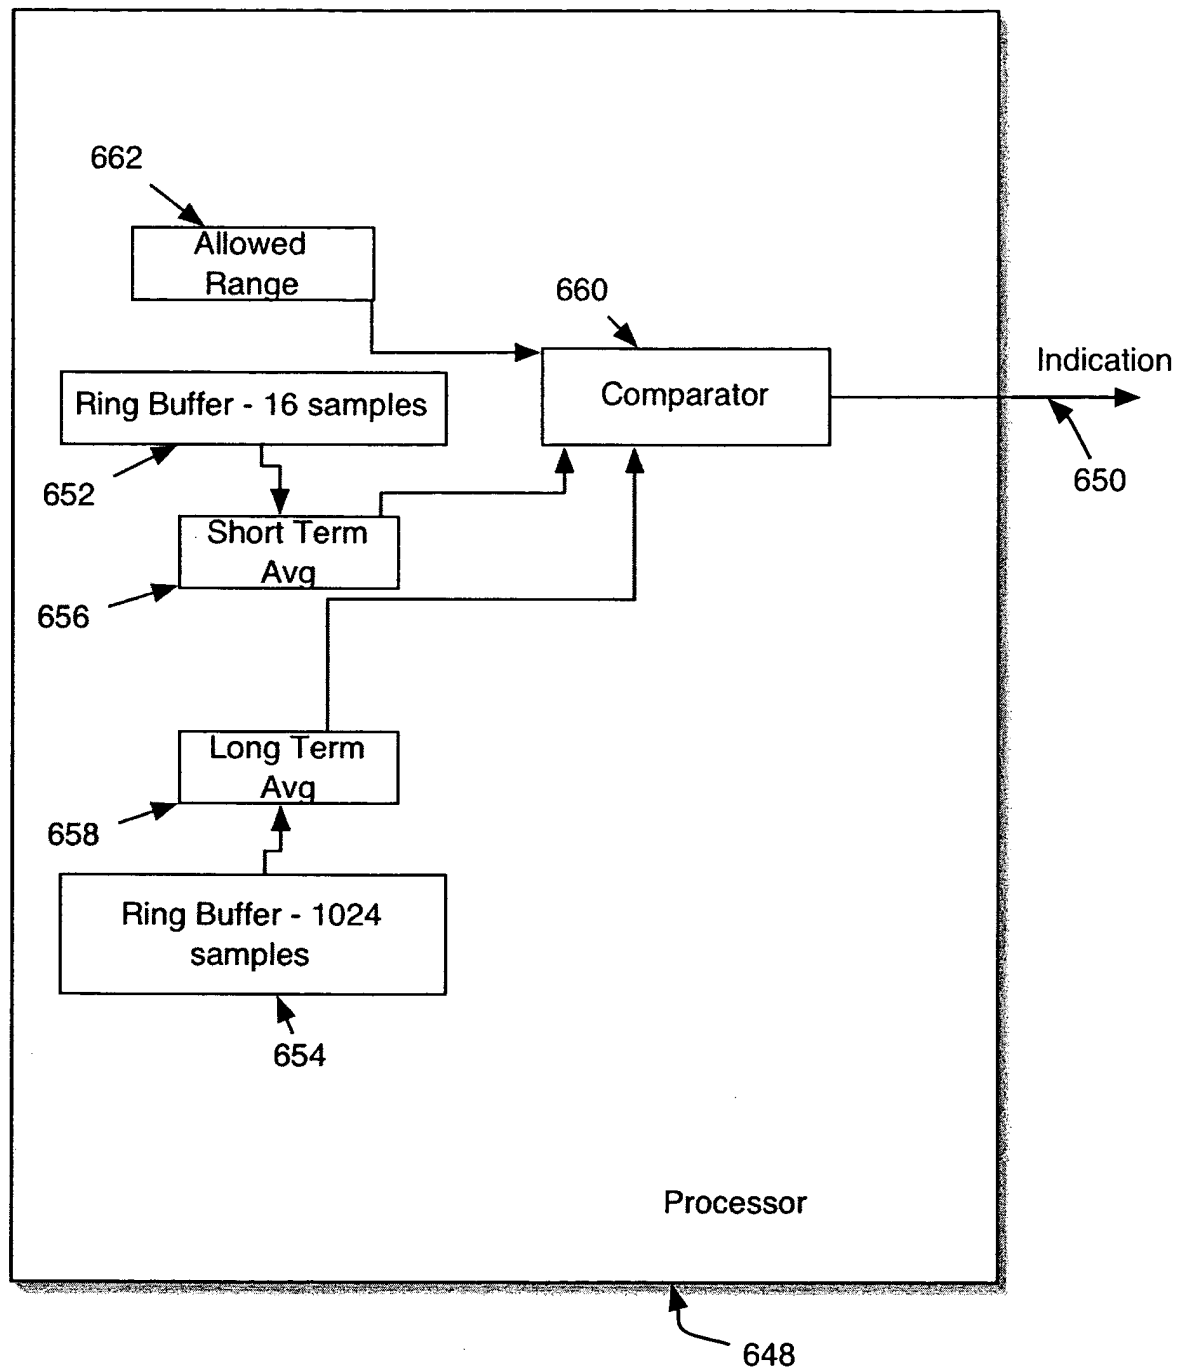 662
Allowed
Range
660
Indication
Comparator
Ring Buffer - 16 samples
650
652
Short Term
Avg
656
Long Term
Avg
658
Ring Buffer - 1024
samples
654
Processor
648